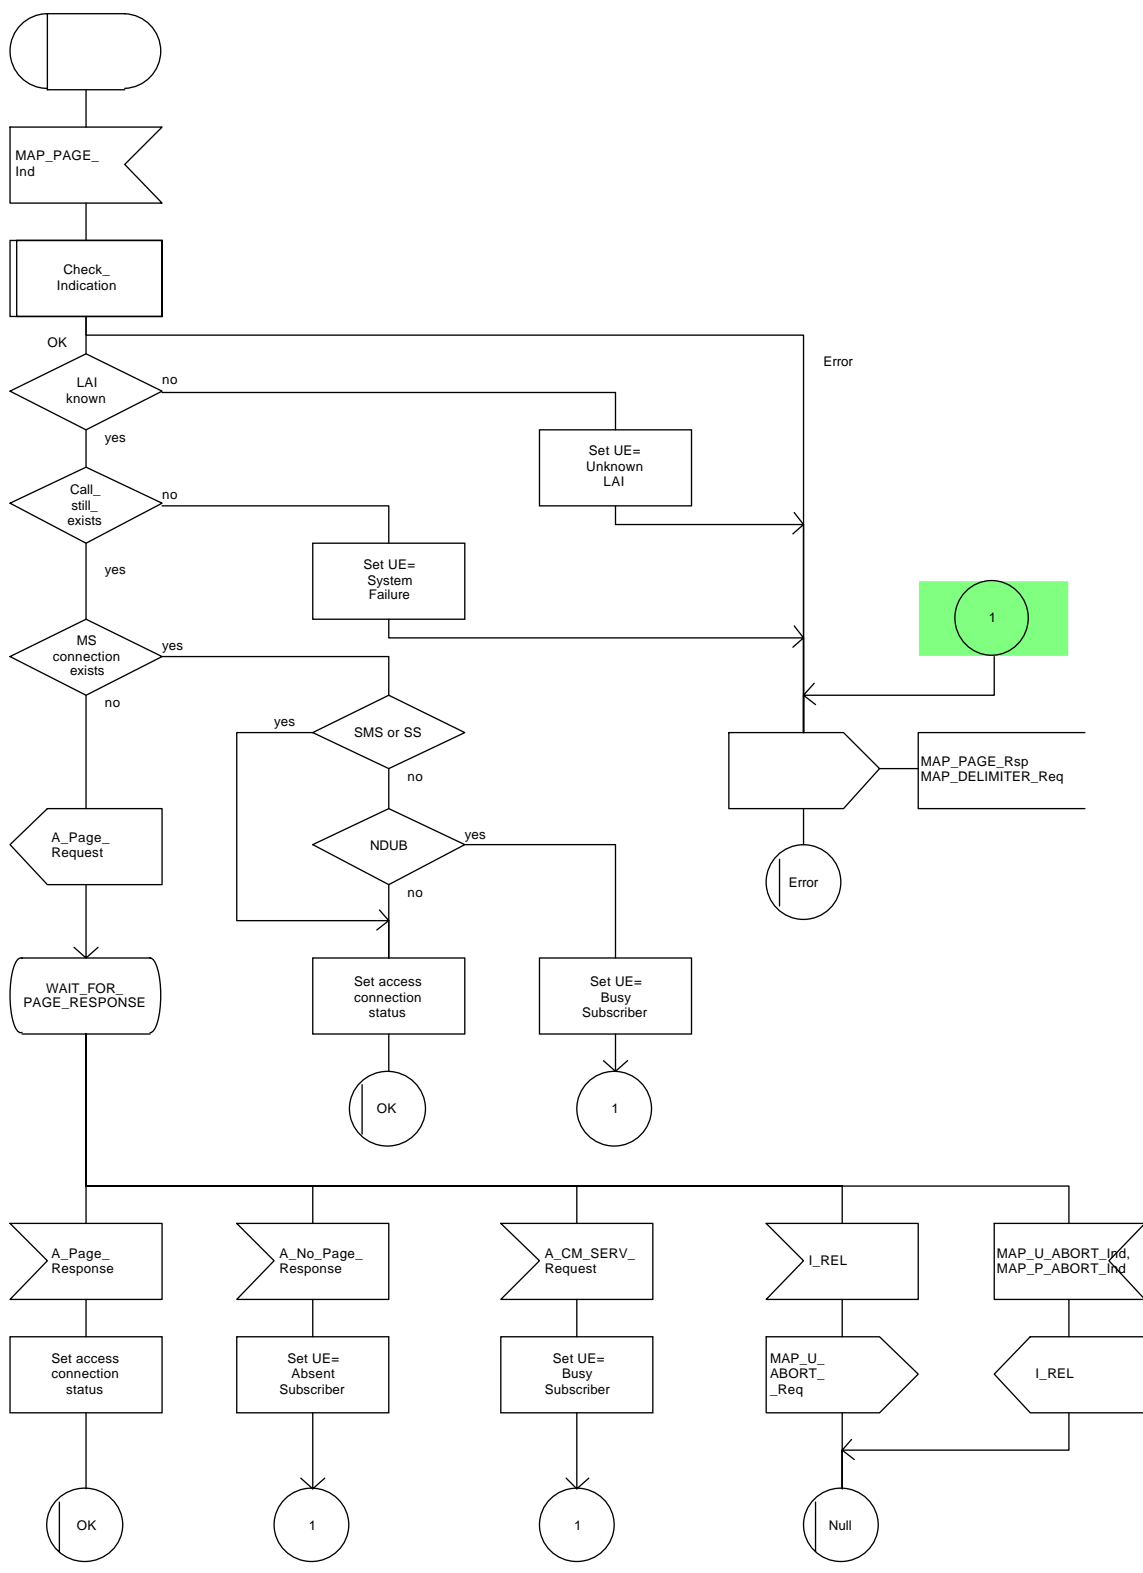 MAP_PAGE_
Ind
Check_
Indication
OK
Error
LAI
known
no
yes
Set UE=
Unknown
LAI
Call_
still_
exists
no
yes
Set UE=
System
Failure
1
MS
connection
exists
yes
no
SMS or SS
yes
no
MAP_PAGE_Rsp
MAP_DELIMITER_Req
A_Page_
Request
NDUB
yes
no
Error
WAIT_FOR_
PAGE_RESPONSE
Set access
connection
status
Set UE=
Busy
Subscriber
OK
1
A_Page_
Response
A_No_Page_
Response
A_CM_SERV_
Request
I_REL
MAP_U_ABORT_Ind,
MAP_P_ABORT_Ind
Set access
connection
status
Set UE=
Absent
Subscriber
Set UE=
Busy
Subscriber
MAP_U_
ABORT_
_Req
I_REL
OK
1
1
Null